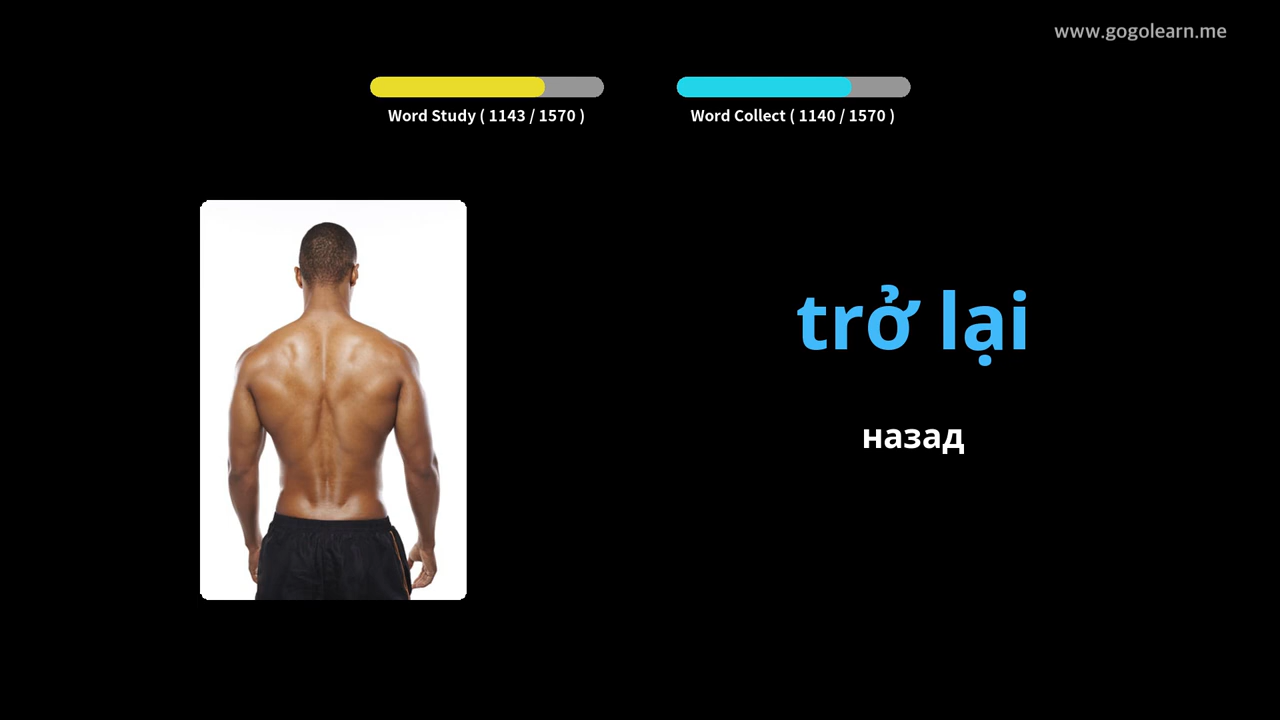 www.gogolearn.me
Word Study ( 1143 / 1570 )
Word Collect ( 1140 / 1570 )
trở lại
назад